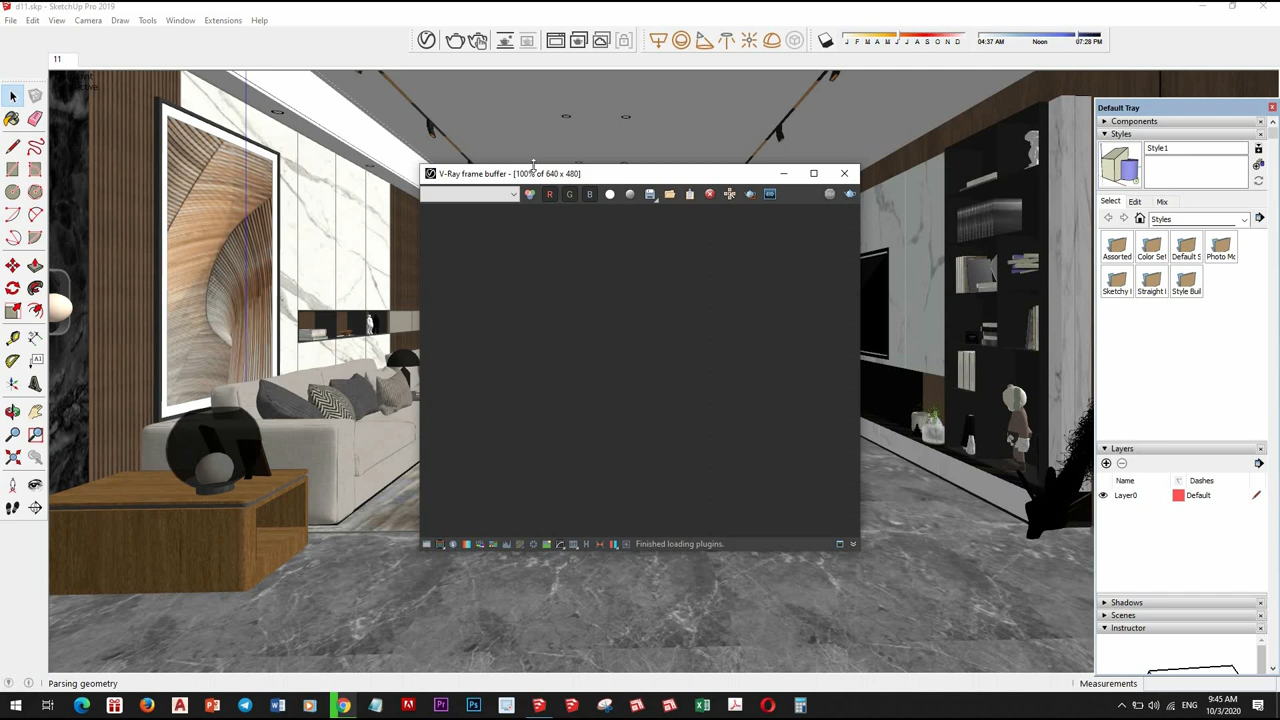 d11.skp - SketchUp Pro 2019
File Edit View Camera Draw Tools Window Extensions Help
J F M A M J J A S O N D
04:37 AM Noon 07:28 PM
11
Default Tray
Components
Styles
Style1
Select Edit Mix
Styles
Assorted Color Set Default S Photo Mo
Sketchy I Straight I Style Buil
V-Ray frame buffer - [100% of 640 x 480]
R G B
H Finished loading plugins.
Layers
Name Dashes
Layer0 Default
Shadows
Scenes
Instructor
Parsing geometry
Measurements
ENG
9:45 AM
10/3/2020